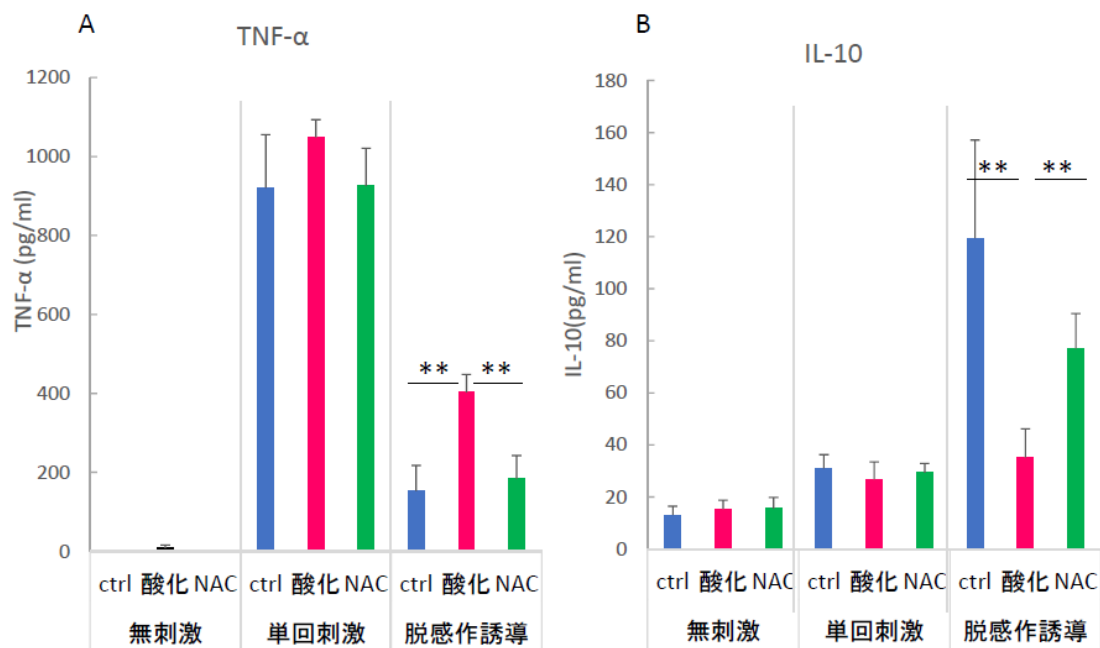 A
TNF-α
1200
1000
800
600
400
200
0
TNF-α (pg/ml)
** **
ctrl 酸化 NAC ctrl 酸化 NAC ctrl 酸化 NAC
無刺激 単回刺激 脱感作誘導
B
IL-10
180
160
140
120
100
80
60
40
20
0
IL-10(pg/ml)
** **
ctrl 酸化 NAC ctrl 酸化 NAC ctrl 酸化 NAC
無刺激 単回刺激 脱感作誘導